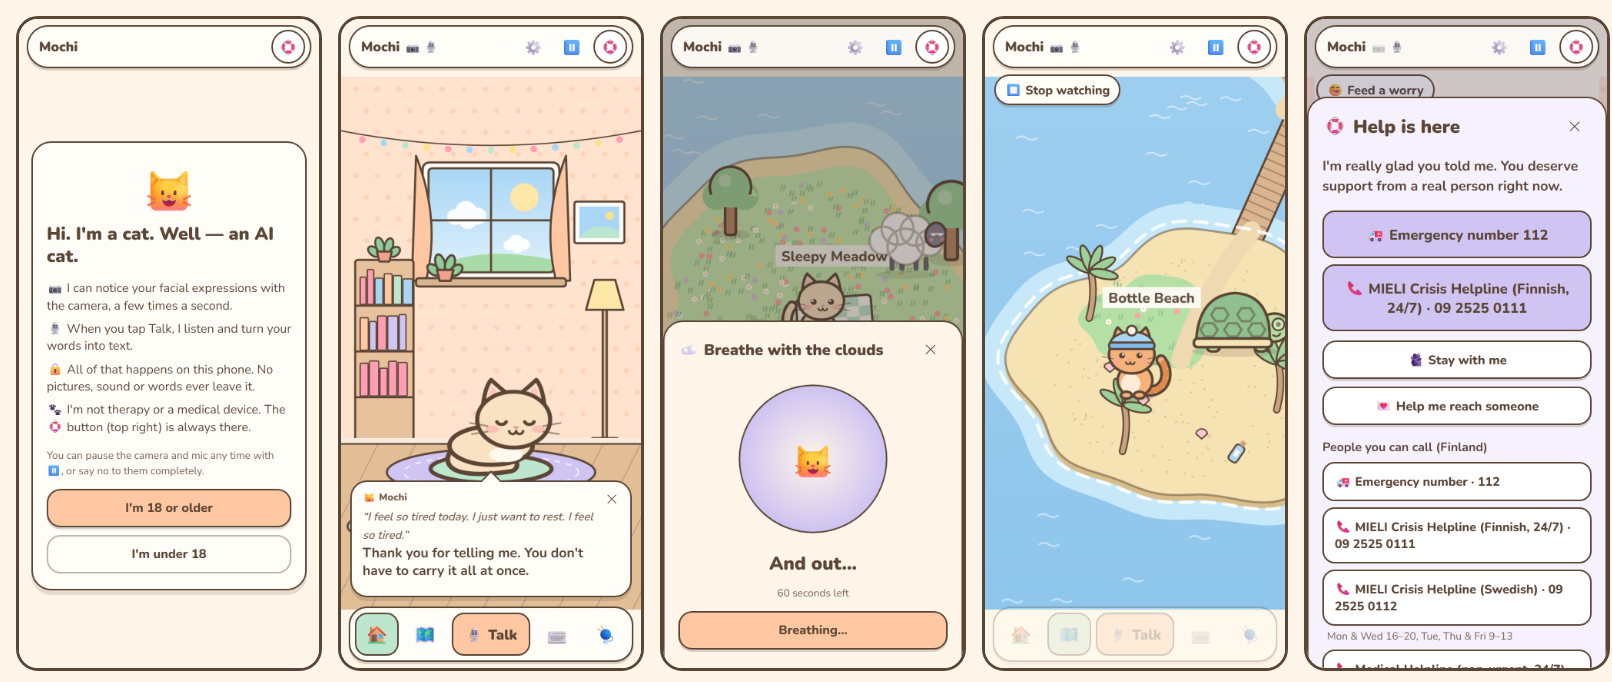 Mochi
Hi. I'm a cat. Well — an AI
cat.
I can notice your facial expressions with
the camera, a few times a second.
When you tap Talk, I listen and turn your
words into text.
All of that happens on this phone. No
pictures, sound or words ever leave it.
I'm not therapy or a medical device. The
button (top right) is always there.
You can pause the camera and mic any time with
, or say no to them completely.
I'm 18 or older
I'm under 18
Mochi
Mochi
“I feel so tired today. I just want to rest. I feel
so tired.”
Thank you for telling me. You don't
have to carry it all at once.
Talk
Mochi
Sleepy Meadow
Breathe with the clouds
And out...
60 seconds left
Breathing...
Mochi
Stop watching
Bottle Beach
Talk
Mochi
Feed a worry
Help is here
I'm really glad you told me. You deserve
support from a real person right now.
Emergency number 112
MIELI Crisis Helpline (Finnish,
24/7) · 09 2525 0111
Stay with me
Help me reach someone
People you can call (Finland)
Emergency number · 112
MIELI Crisis Helpline (Finnish, 24/7) ·
09 2525 0111
MIELI Crisis Helpline (Swedish) · 09
2525 0112
Mon & Wed 16–20, Tue, Thu & Fri 9–13
Medical Helpline (non-urgent, 24/7)